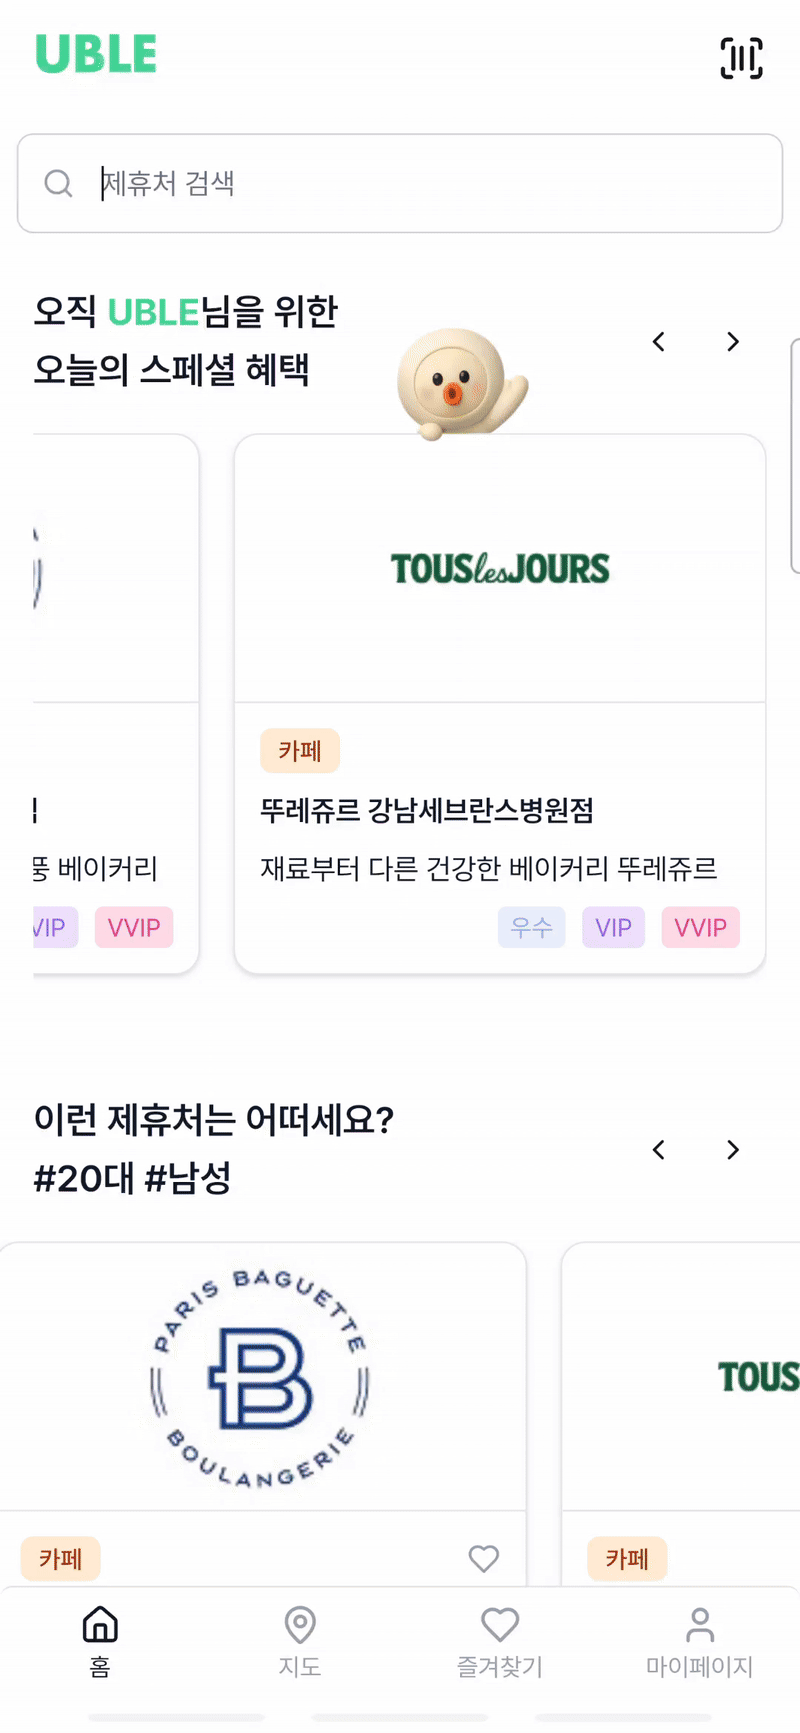 UBLE
제휴처 검색
오직 UBLE님을 위한
오늘의 스페셜 혜택
TOUSlesJOURS
카페
뚜레쥬르 강남세브란스병원점
베이커리
재료부터 다른 건강한 베이커리 뚜레쥬르
VIP VVIP
우수 VIP VVIP
이런 제휴처는 어떠세요?
#20대 #남성
PARIS BAGUETTE
B
BOULANGERIE
TOUS
카페
카페
홈
지도
즐겨찾기
마이페이지